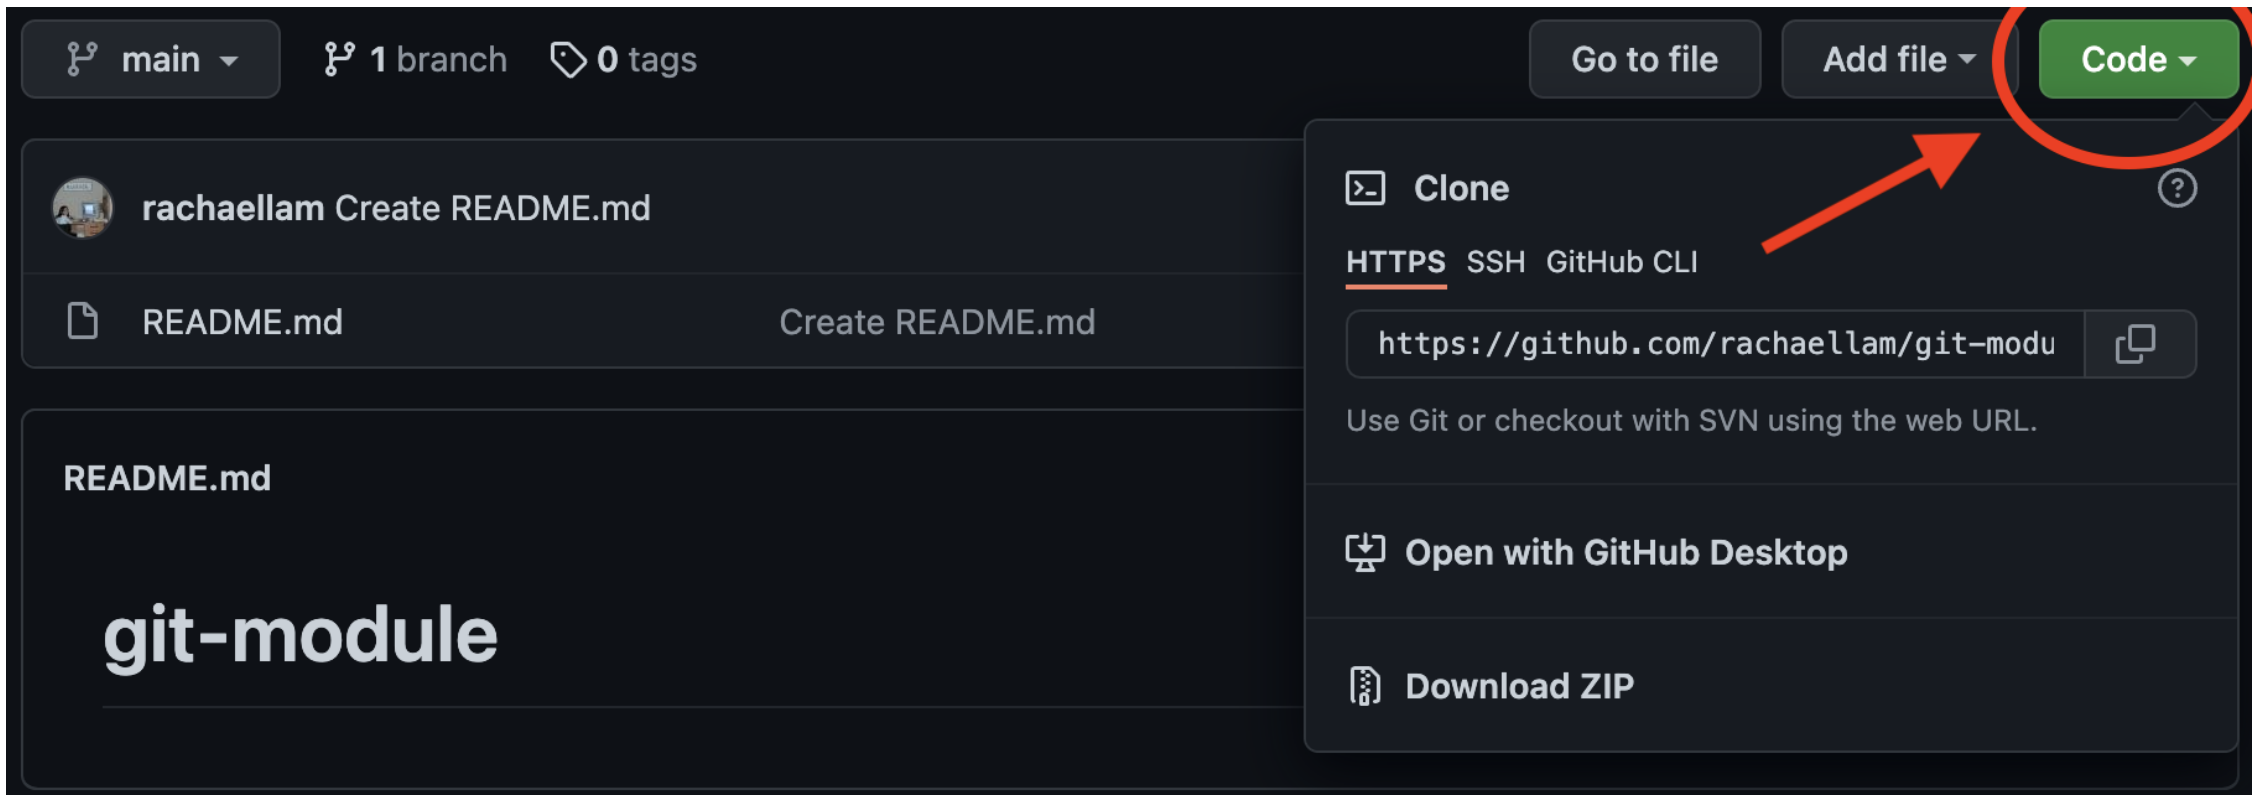 main
1 branch
0 tags
Go to file
Add file
Code
rachaellam Create README.md
README.md
Create README.md
README.md
git-module
Clone
HTTPS SSH GitHub CLI
https://github.com/rachaellam/git-modu
Use Git or checkout with SVN using the web URL.
Open with GitHub Desktop
Download ZIP